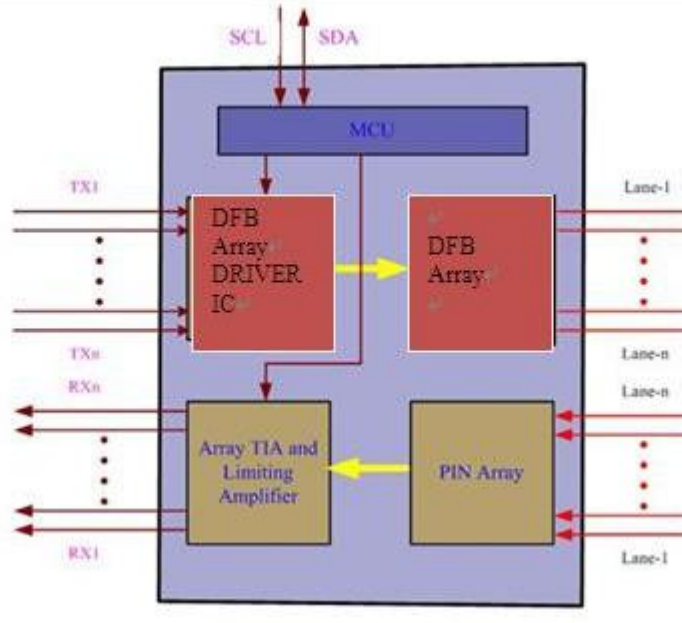 SCL SDA
MCU
TX1
Lane-1
DFB
Array
DRIVER
IC
DFB
Array
TXn
Lane-n
RXn
Lane-n
Array TIA and
Limiting
Amplifier
PIN Array
RX1
Lane-1